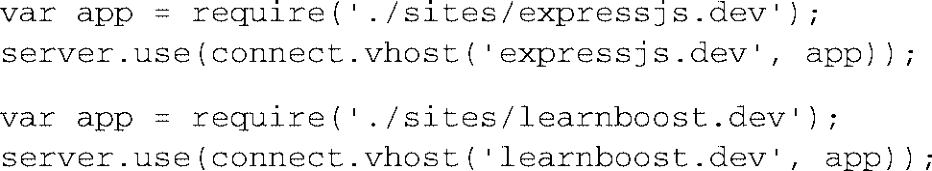 var app = require('./sites/expressjs.dev');
server.use(connect.vhost('expressjs.dev', app));
var app = require('./sites/learnboost.dev');
server.use(connect.vhost('learnboost.dev', app));